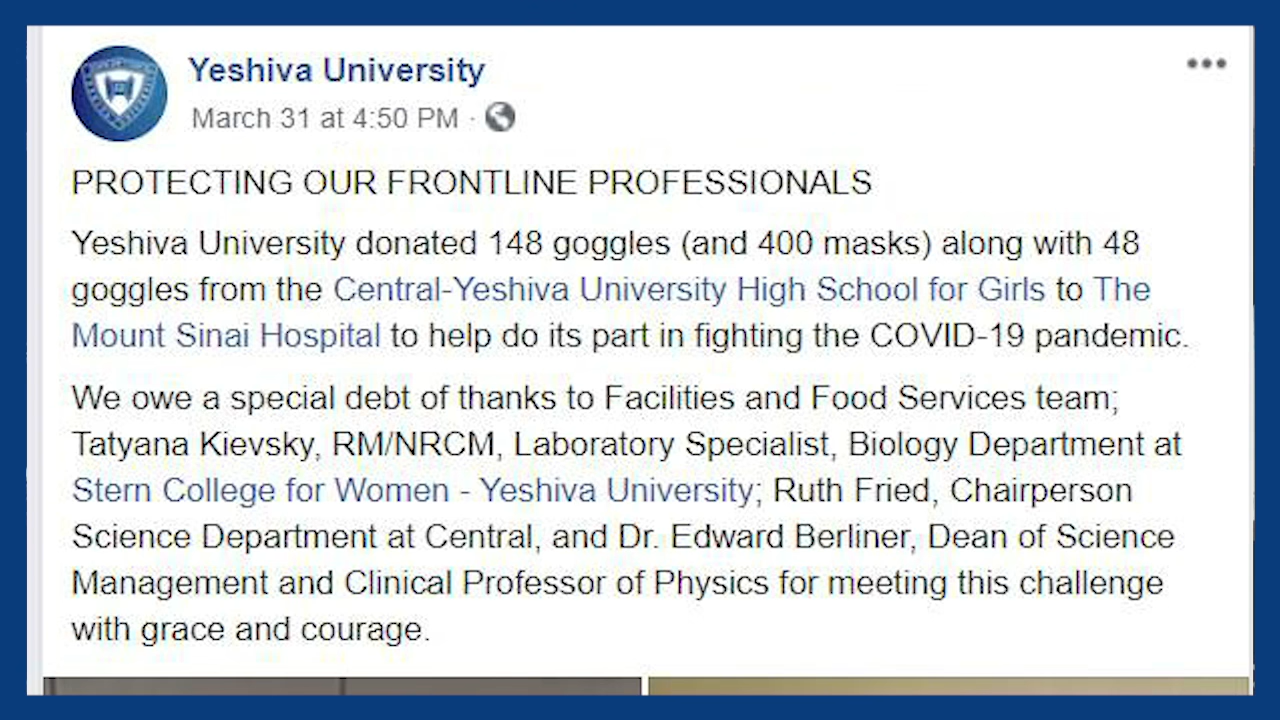 Yeshiva University
March 31 at 4:50 PM ·
PROTECTING OUR FRONTLINE PROFESSIONALS
Yeshiva University donated 148 goggles (and 400 masks) along with 48
goggles from the Central-Yeshiva University High School for Girls to The
Mount Sinai Hospital to help do its part in fighting the COVID-19 pandemic.
We owe a special debt of thanks to Facilities and Food Services team;
Tatyana Kievsky, RM/NRCM, Laboratory Specialist, Biology Department at
Stern College for Women - Yeshiva University; Ruth Fried, Chairperson
Science Department at Central, and Dr. Edward Berliner, Dean of Science
Management and Clinical Professor of Physics for meeting this challenge
with grace and courage.